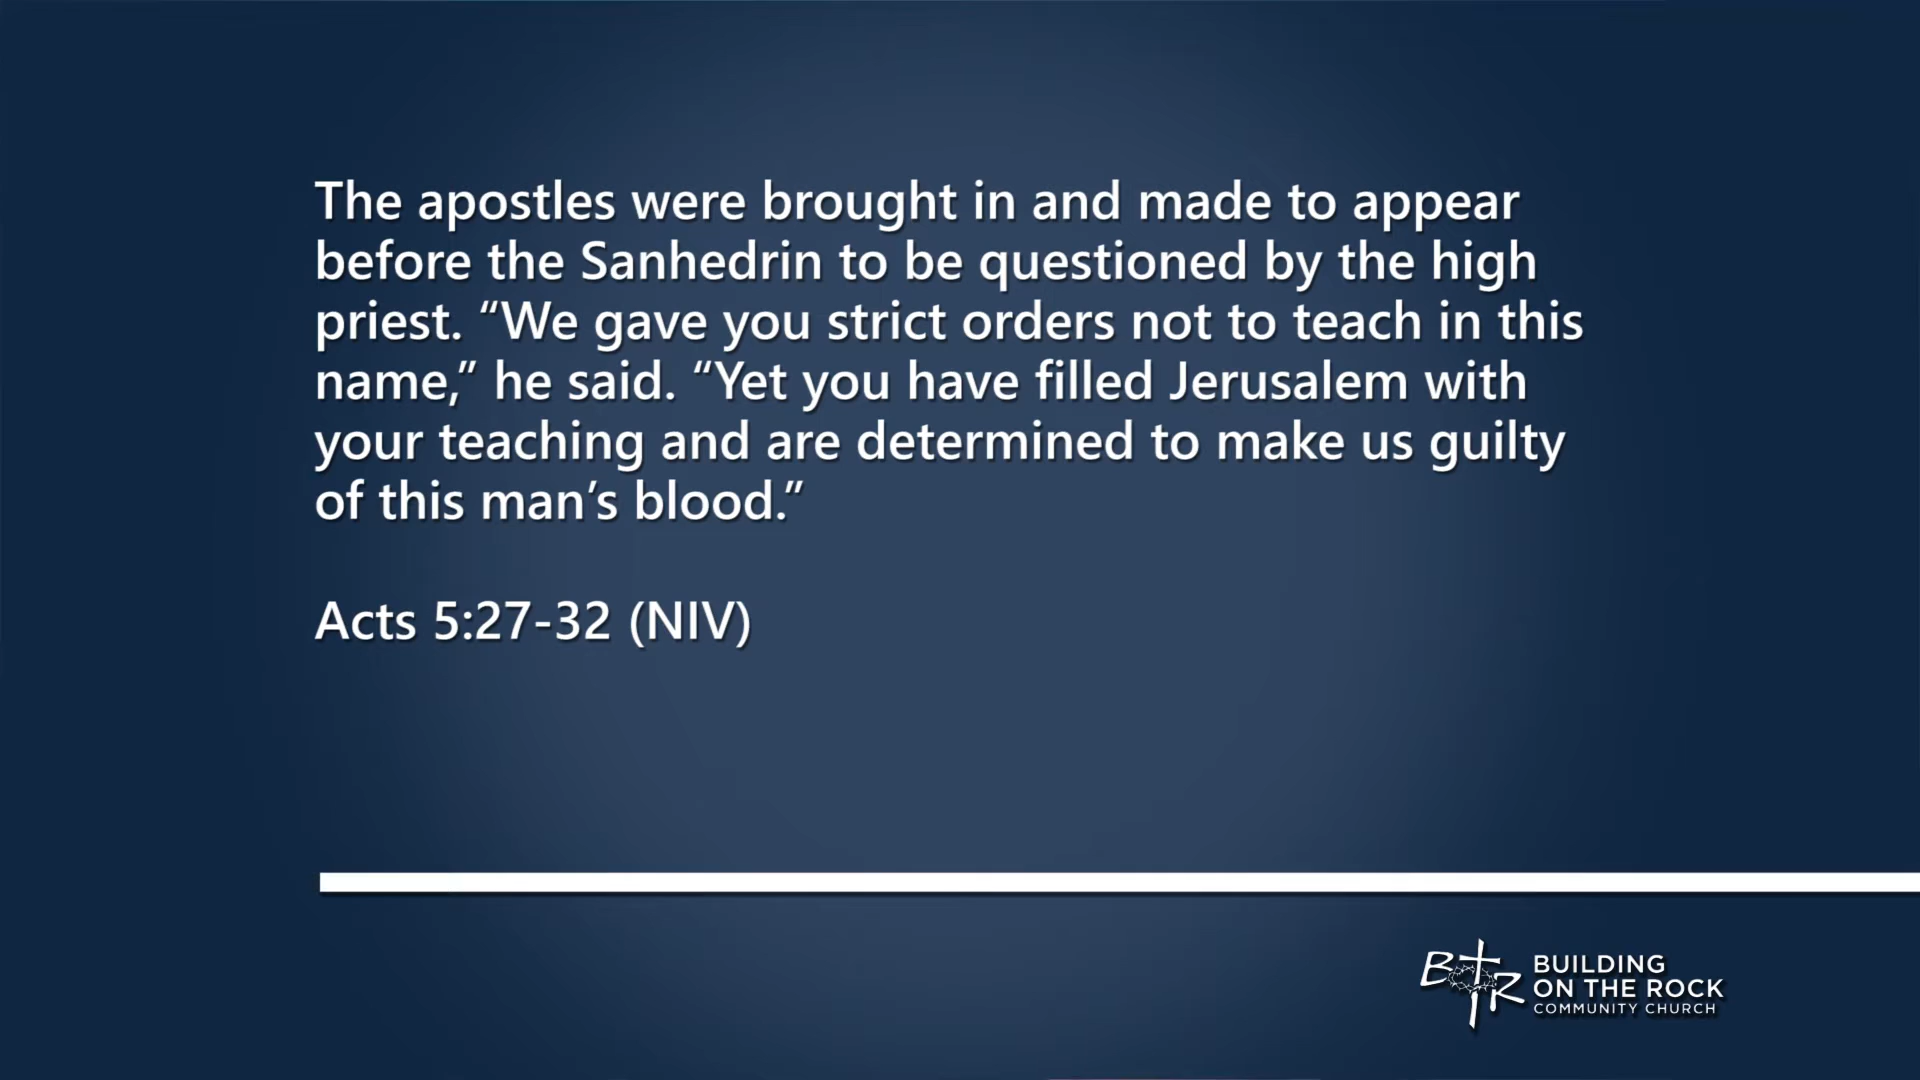 The apostles were brought in and made to appear
before the Sanhedrin to be questioned by the high
priest. “We gave you strict orders not to teach in this
name,” he said. “Yet you have filled Jerusalem with
your teaching and are determined to make us guilty
of this man’s blood.”
Acts 5:27-32 (NIV)
BTR
BUILDING
ON THE ROCK
COMMUNITY CHURCH